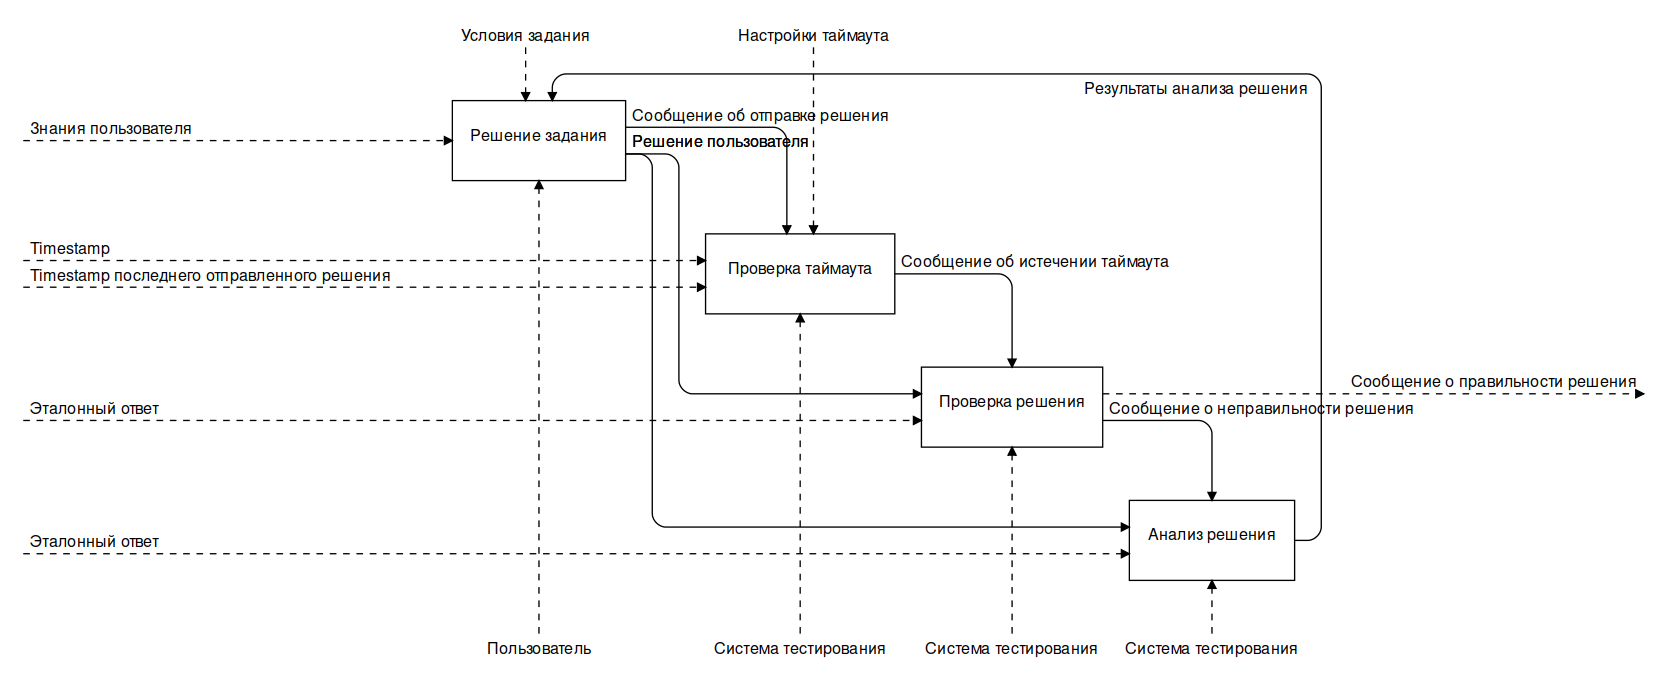 Условия задания
Настройки таймаута
Результаты анализа решения
Сообщение об отправке решения
Знания пользователя
Решение задания
Решение пользователя
Timestamp
Timestamp последнего отправленного решения
Проверка таймаута
Сообщение об истечении таймаута
Сообщение о правильности решения
Эталонный ответ
Проверка решения
Сообщение о неправильности решения
Эталонный ответ
Анализ решения
Пользователь
Система тестирования
Система тестирования
Система тестирования